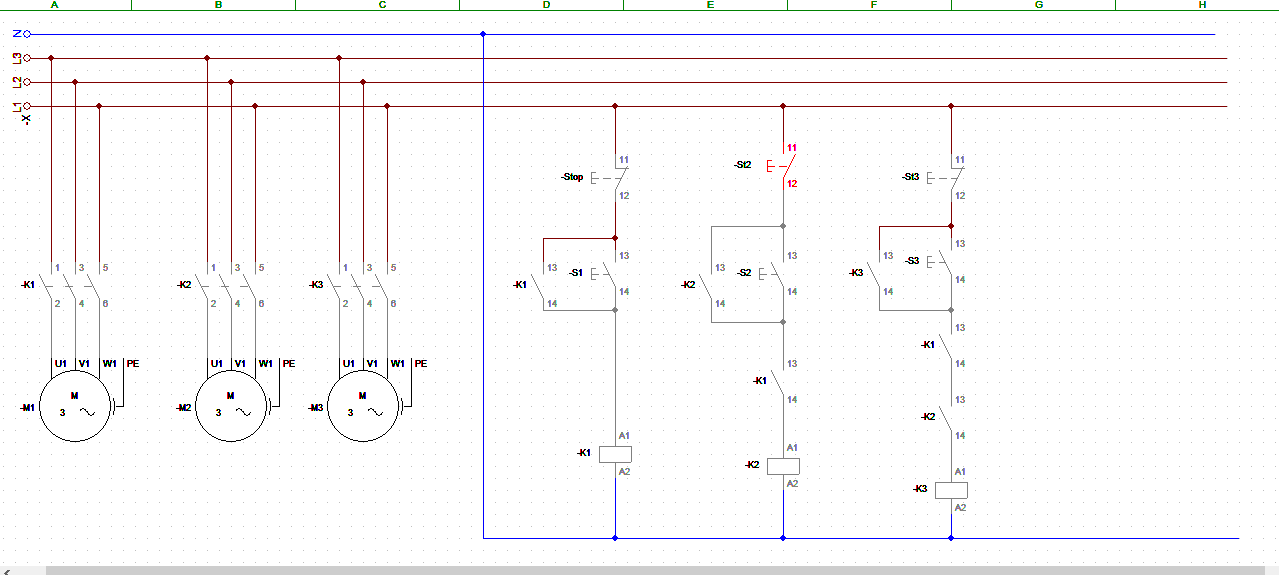 A B C D E F G H
N
L3
L2
L1
-X
11
-St2
12
11
-Stop
12
11
-St3
12
13
-S3
14
13
-K1
14
13
-S1
14
13
-K2
14
13
-S2
14
13
-K3
14
-K1
1 3 5
2 4 6
-K2
1 3 5
2 4 6
-K3
1 3 5
2 4 6
13
-K1
14
13
-K1
14
13
-K2
14
U1 V1 W1 PE
-M1
M
3
U1 V1 W1 PE
-M2
M
3
U1 V1 W1 PE
-M3
M
3
A1
-K1
A2
A1
-K2
A2
A1
-K3
A2